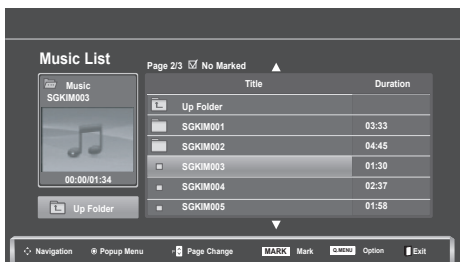 Music List
Page 2/3 ☑ No Marked
Music
SGKIM003
00:00/01:34
Up Folder
Title Duration
Up Folder
SGKIM001 03:33
SGKIM002 04:45
SGKIM003 01:30
SGKIM004 02:37
SGKIM005 01:58
Navigation Popup Menu P Page Change MARK Mark Q.MENU Option Exit